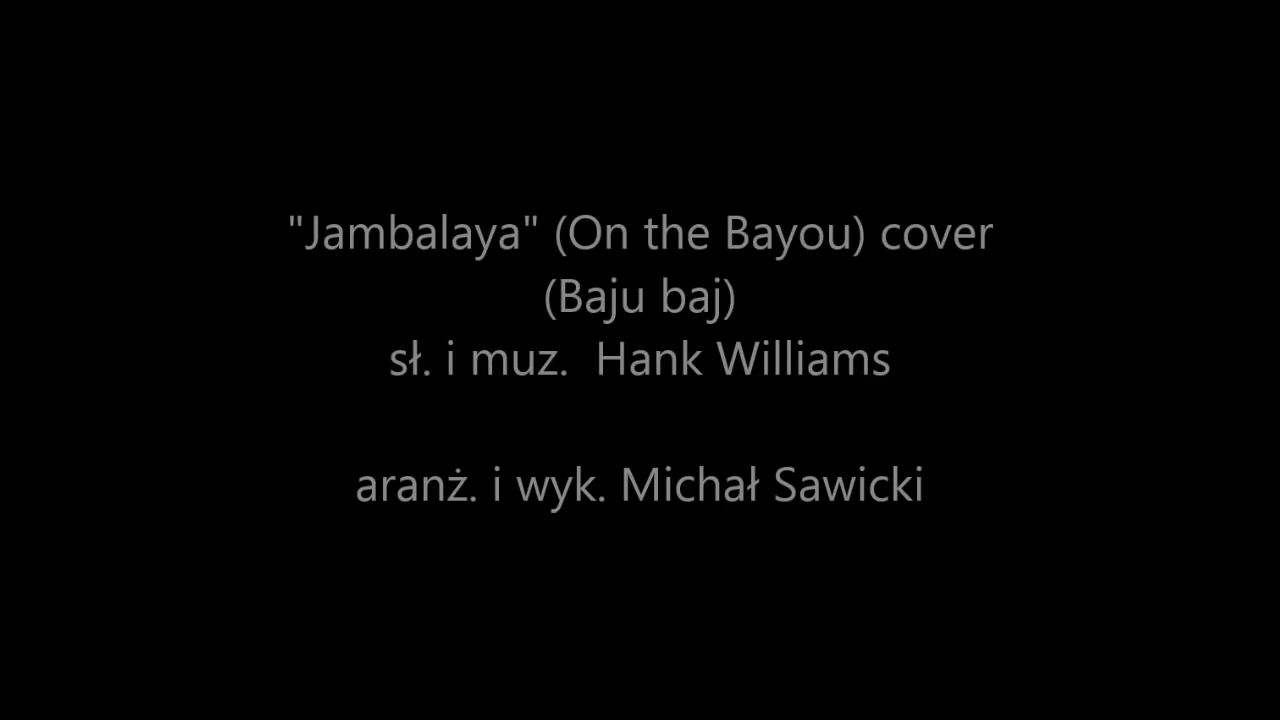 "Jambalaya" (On the Bayou) cover
(Baju baj)
sł. i muz.  Hank Williams
aranż. i wyk. Michał Sawicki